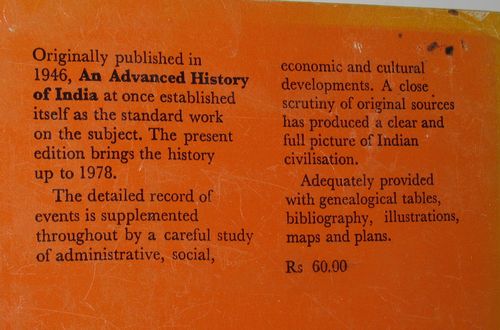 Originally published in
1946, An Advanced History
of India at once established
itself as the standard work
on the subject. The present
edition brings the history
up to 1978.
The detailed record of
events is supplemented
throughout by a careful study
of administrative, social,
economic and cultural
developments. A close
scrutiny of original sources
has produced a clear and
full picture of Indian
civilisation.
Adequately provided
with genealogical tables,
bibliography, illustrations,
maps and plans.
Rs 60.00